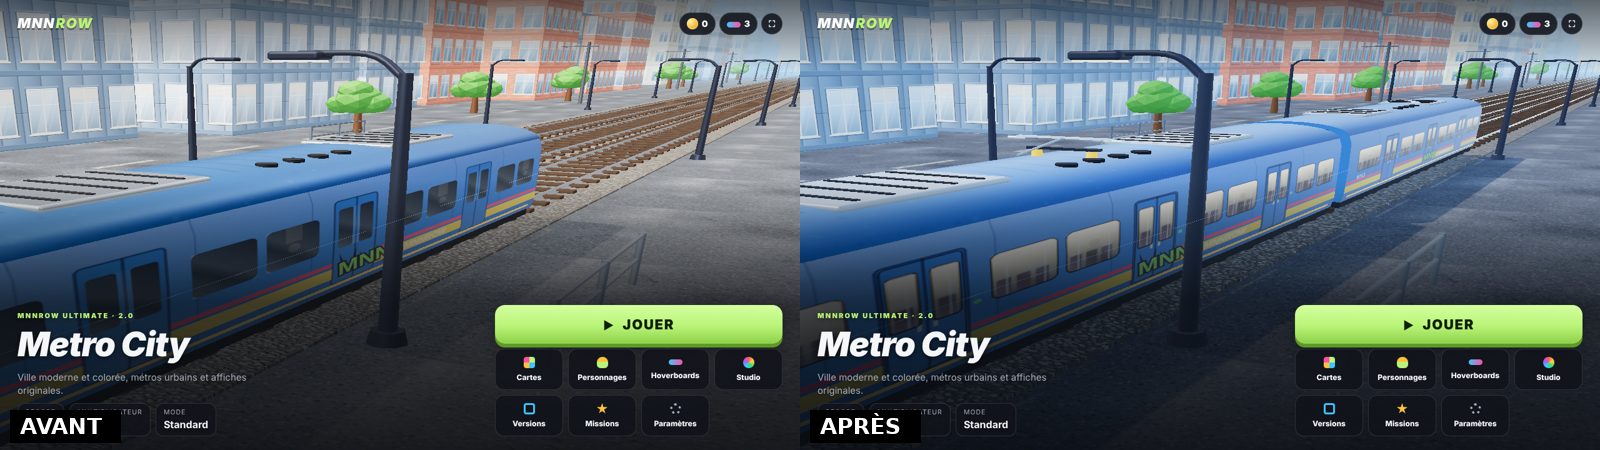 MNNROW
0
3
MNN
MNNROW ULTIMATE · 2.0
Metro City
Ville moderne et colorée, métros urbains et affiches
originales.
MODE
Standard
JOUER
Cartes
Personnages
Hoverboards
Studio
Versions
Missions
Paramètres
AVANT
MNNROW
0
3
MNN
MNNROW ULTIMATE · 2.0
Metro City
Ville moderne et colorée, métros urbains et affiches
originales.
MODE
Standard
JOUER
Cartes
Personnages
Hoverboards
Studio
Versions
Missions
Paramètres
APRÈS